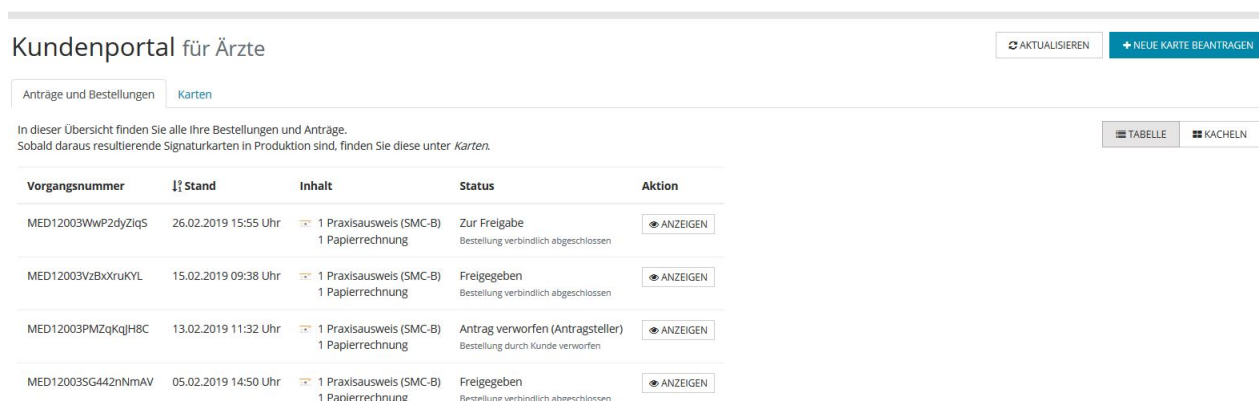 Kundenportal für Ärzte
AKTUALISIEREN
NEUE KARTE BEANTRAGEN
Anträge und Bestellungen
Karten
In dieser Übersicht finden Sie alle Ihre Bestellungen und Anträge.
Sobald daraus resultierende Signaturkarten in Produktion sind, finden Sie diese unter Karten.
TABELLE
KACHELN
Vorgangsnummer Stand Inhalt Status Aktion
MED12003WwP2dyZiqS 26.02.2019 15:55 Uhr 1 Praxisausweis (SMC-B) Zur Freigabe ANZEIGEN
1 Papierrechnung Bestellung verbindlich abgeschlossen
MED12003VzBxXruKYL 15.02.2019 09:38 Uhr 1 Praxisausweis (SMC-B) Freigegeben ANZEIGEN
1 Papierrechnung Bestellung verbindlich abgeschlossen
MED12003PMZqKqJH8C 13.02.2019 11:32 Uhr 1 Praxisausweis (SMC-B) Antrag verworfen (Antragsteller) ANZEIGEN
1 Papierrechnung Bestellung durch Kunde verworfen
MED12003SG442nNmAV 05.02.2019 14:50 Uhr 1 Praxisausweis (SMC-B) Freigegeben ANZEIGEN
1 Papierrechnung Bestellung verbindlich abgeschlossen